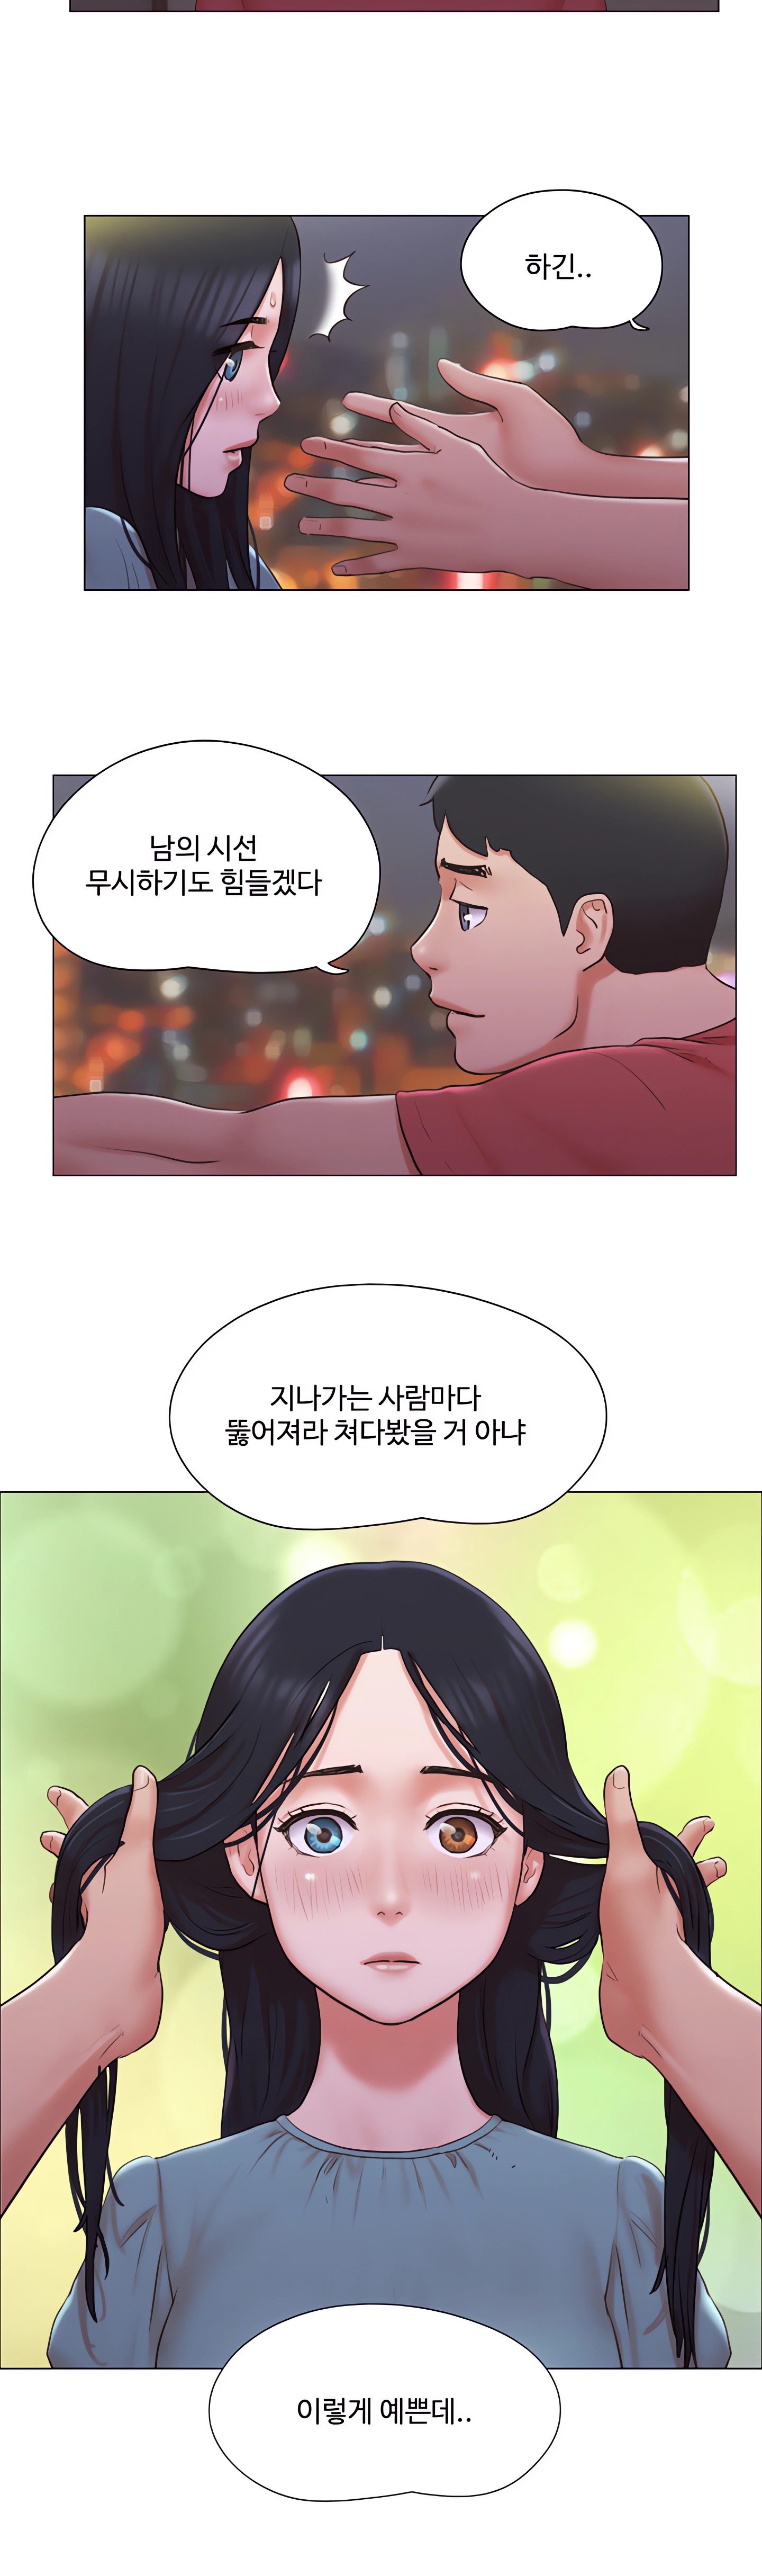 하긴..
남의 시선
무시하기도 힘들겠다
지나가는 사람마다
뚫어져라 쳐다봤을 거 아냐
이렇게 예쁜데..